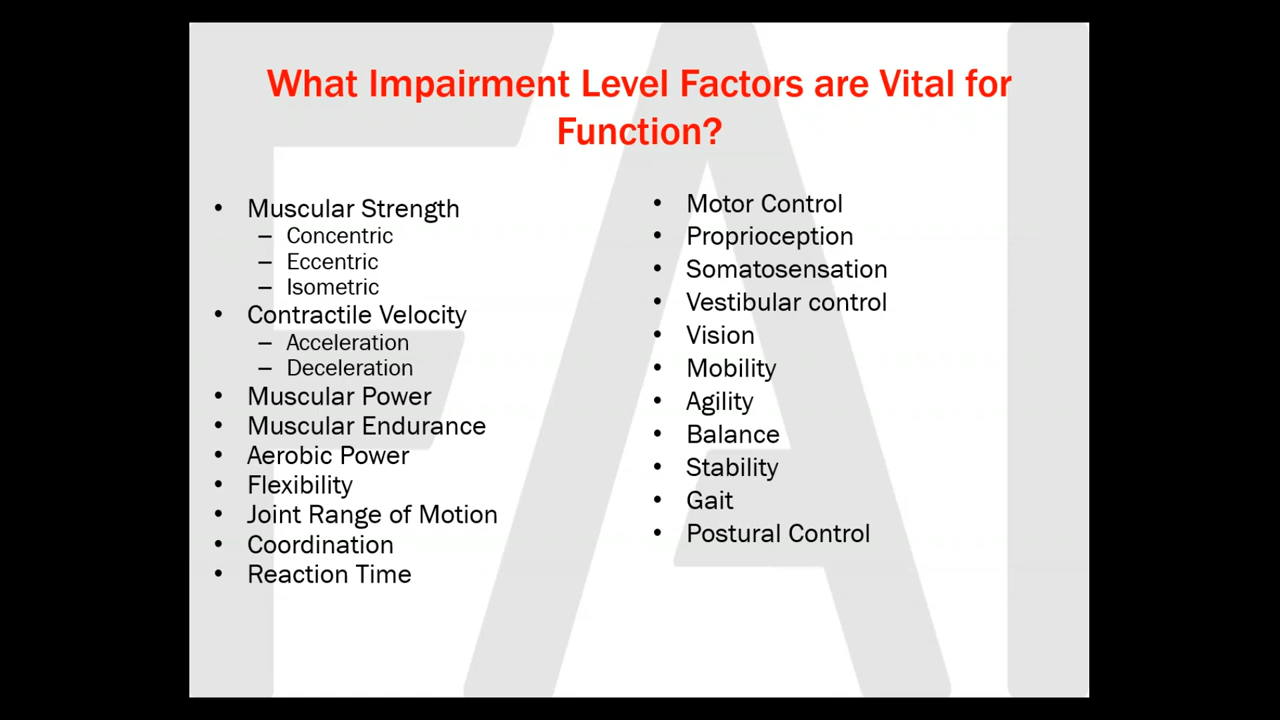 What Impairment Level Factors are Vital for
Function?
• Muscular Strength
– Concentric
– Eccentric
– Isometric
• Contractile Velocity
– Acceleration
– Deceleration
• Muscular Power
• Muscular Endurance
• Aerobic Power
• Flexibility
• Joint Range of Motion
• Coordination
• Reaction Time
• Motor Control
• Proprioception
• Somatosensation
• Vestibular control
• Vision
• Mobility
• Agility
• Balance
• Stability
• Gait
• Postural Control
FAI